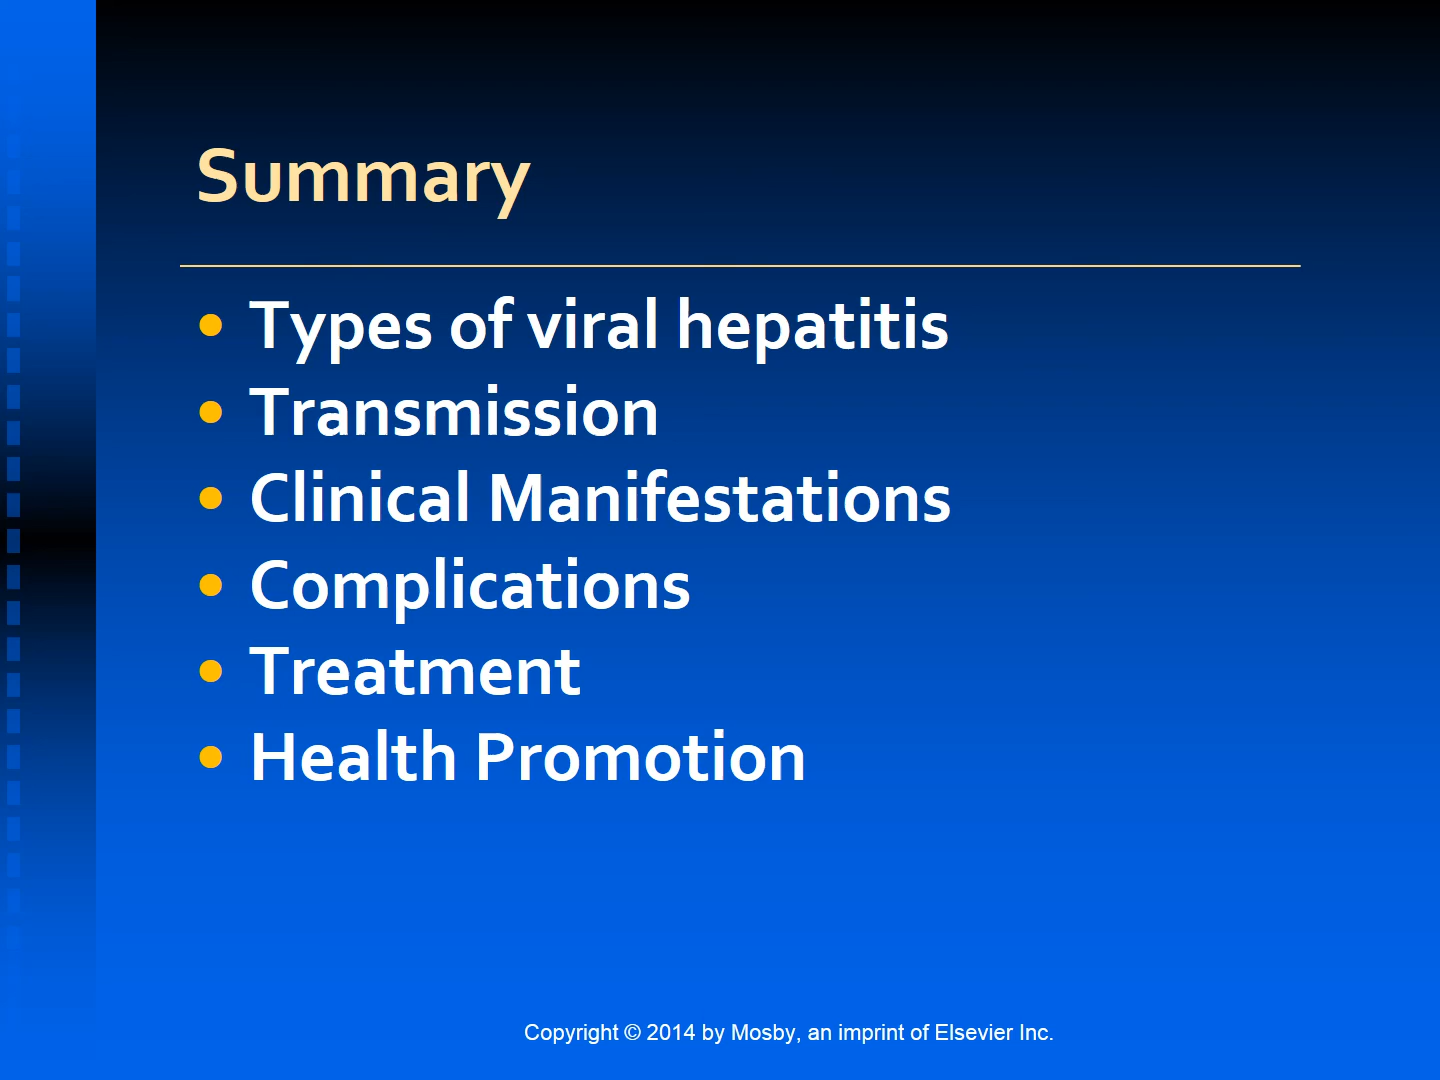 Summary
• Types of viral hepatitis
• Transmission
• Clinical Manifestations
• Complications
• Treatment
• Health Promotion
Copyright © 2014 by Mosby, an imprint of Elsevier Inc.